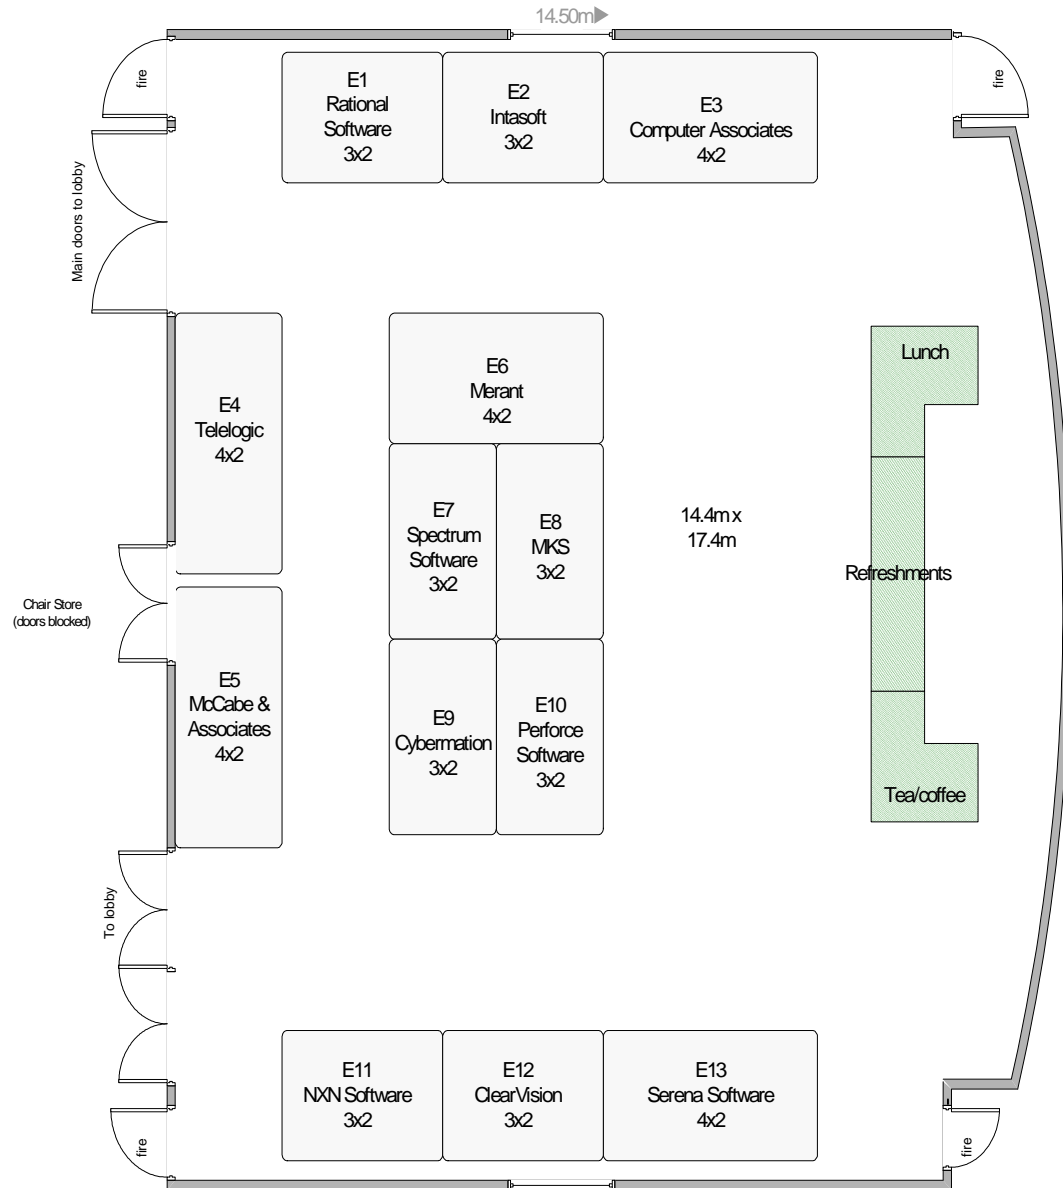 14.50m
fire
fire
E1
Rational
Software
3x2
E2
Intasoft
3x2
E3
Computer Associates
4x2
Main doors to lobby
E4
Telelogic
4x2
E6
Merant
4x2
Lunch
E7
Spectrum
Software
3x2
E8
MKS
3x2
14.4m x
17.4m
Refreshments
Chair Store
(doors blocked)
E5
McCabe &
Associates
4x2
E9
Cybermation
3x2
E10
Perforce
Software
3x2
Tea/coffee
To lobby
E11
NXN Software
3x2
E12
ClearVision
3x2
E13
Serena Software
4x2
fire
fire